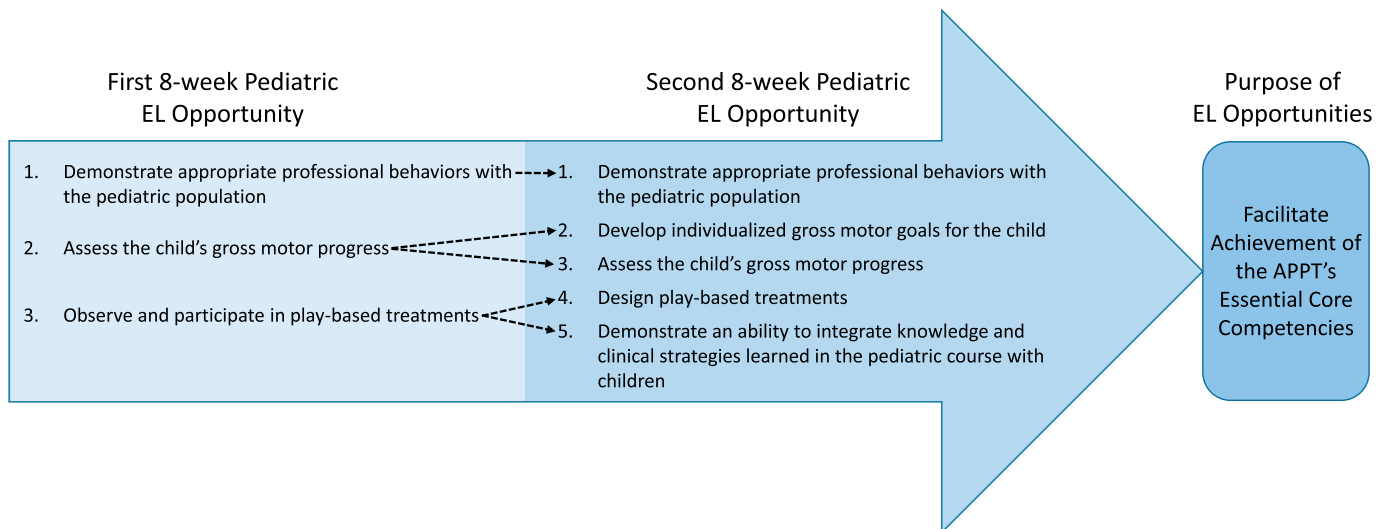 First 8-week Pediatric
EL Opportunity
1. Demonstrate appropriate professional behaviors with
the pediatric population
2. Assess the child’s gross motor progress
3. Observe and participate in play-based treatments
Second 8-week Pediatric
EL Opportunity
1. Demonstrate appropriate professional behaviors with
the pediatric population
2. Develop individualized gross motor goals for the child
3. Assess the child’s gross motor progress
4. Design play-based treatments
5. Demonstrate an ability to integrate knowledge and
clinical strategies learned in the pediatric course with
children
Purpose of
EL Opportunities
Facilitate
Achievement of
the APPT’s
Essential Core
Competencies